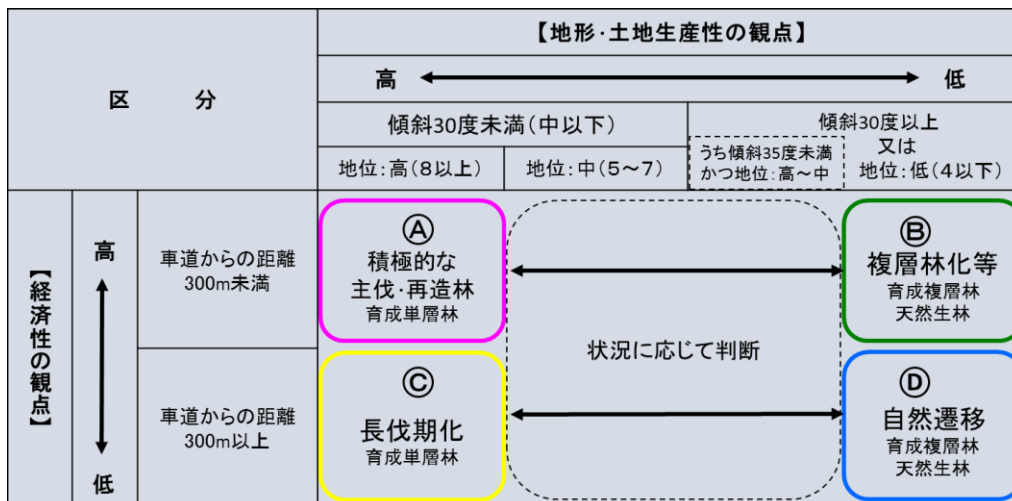 区　分
【地形・土地生産性の観点】
高
低
傾斜30度未満(中以下)
傾斜30度以上
又は
地位:低(4以下)
地位:高(8以上)
地位:中(5～7)
うち傾斜35度未満
かつ地位:高～中
【経済性の観点】
高
低
車道からの距離
300m未満
Ⓐ
積極的な
主伐・再造林
育成単層林
Ⓑ
複層林化等
育成複層林
天然生林
状況に応じて判断
車道からの距離
300m以上
Ⓒ
長伐期化
育成単層林
Ⓓ
自然遷移
育成複層林
天然生林